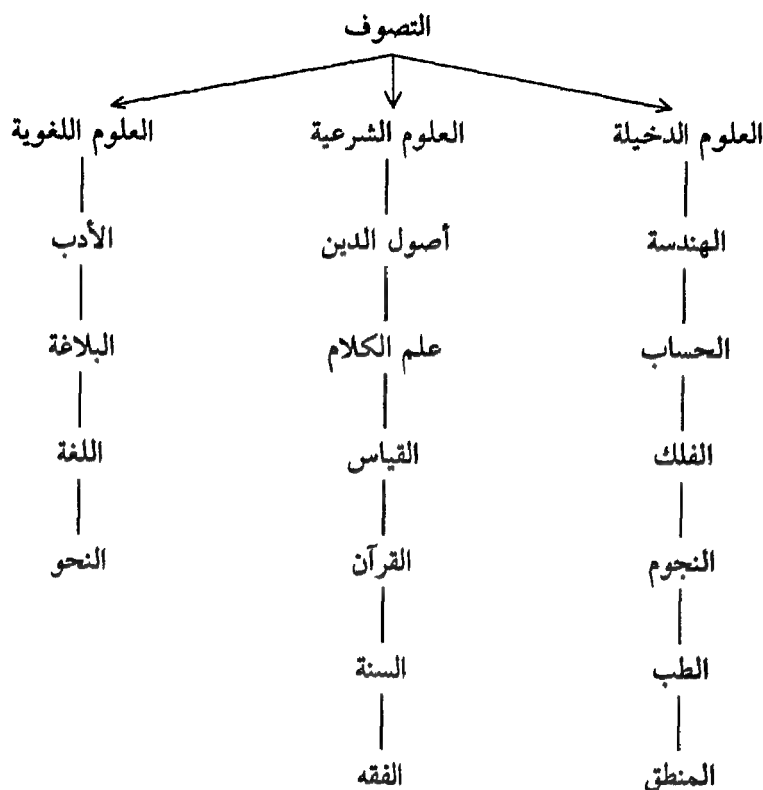 التصوف
العلوم الدخيلة العلوم الشرعية العلوم اللغوية
الهندسة أصول الدين الأدب
الحساب علم الكلام البلاغة
الفلك القياس اللغة
النجوم القرآن النحو
الطب السنة
المنطق الفقه